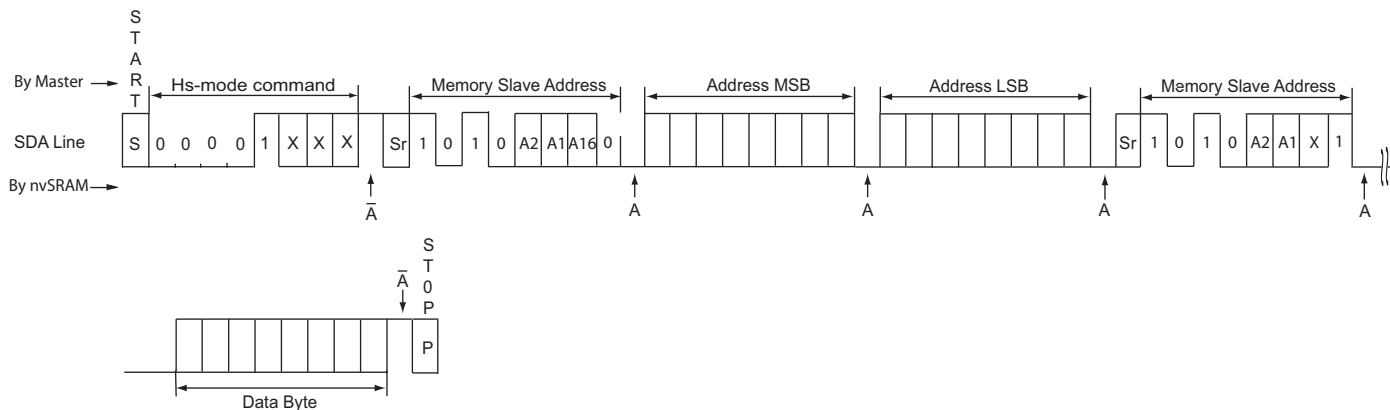 START
By Master
Hs-mode command
Memory Slave Address
Address MSB
Address LSB
Memory Slave Address
SDA Line
S 0 0 0 0 1 X X X Sr 1 0 1 0 A2 A1 A16 0 Sr 1 0 1 0 A2 A1 X 1
By nvSRAM
A̅
A
A
A
A
A̅
ST0P
P
Data Byte